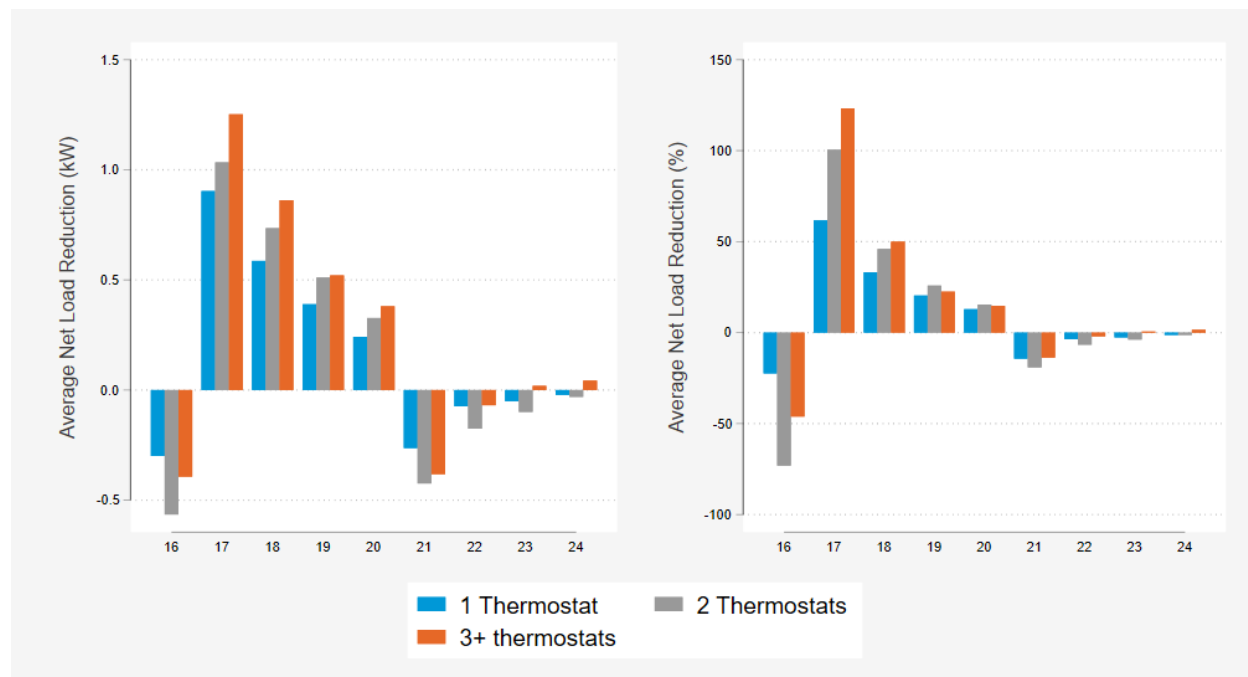 Average Net Load Reduction (kW)
1.5
1.0
0.5
0.0
-0.5
16 17 18 19 20 21 22 23 24
Average Net Load Reduction (%)
150
100
50
0
-50
-100
16 17 18 19 20 21 22 23 24
1 Thermostat 2 Thermostats
3+ thermostats